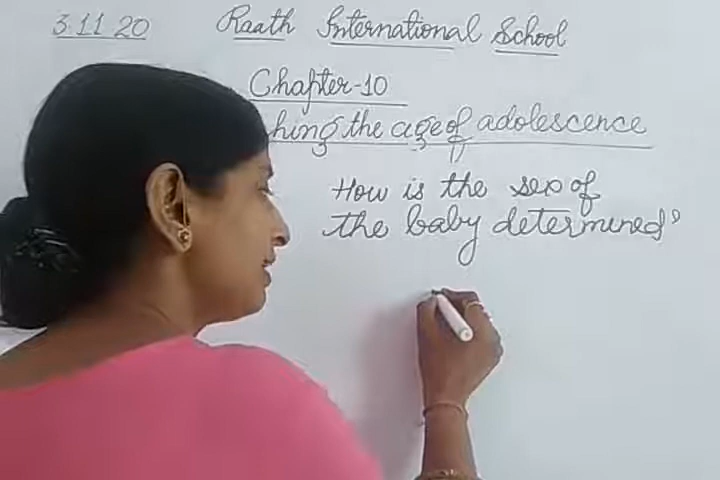 3.11.20
Raath International School
Chapter-10
hing the age of adolescence
How is the sex of
the baby determined?